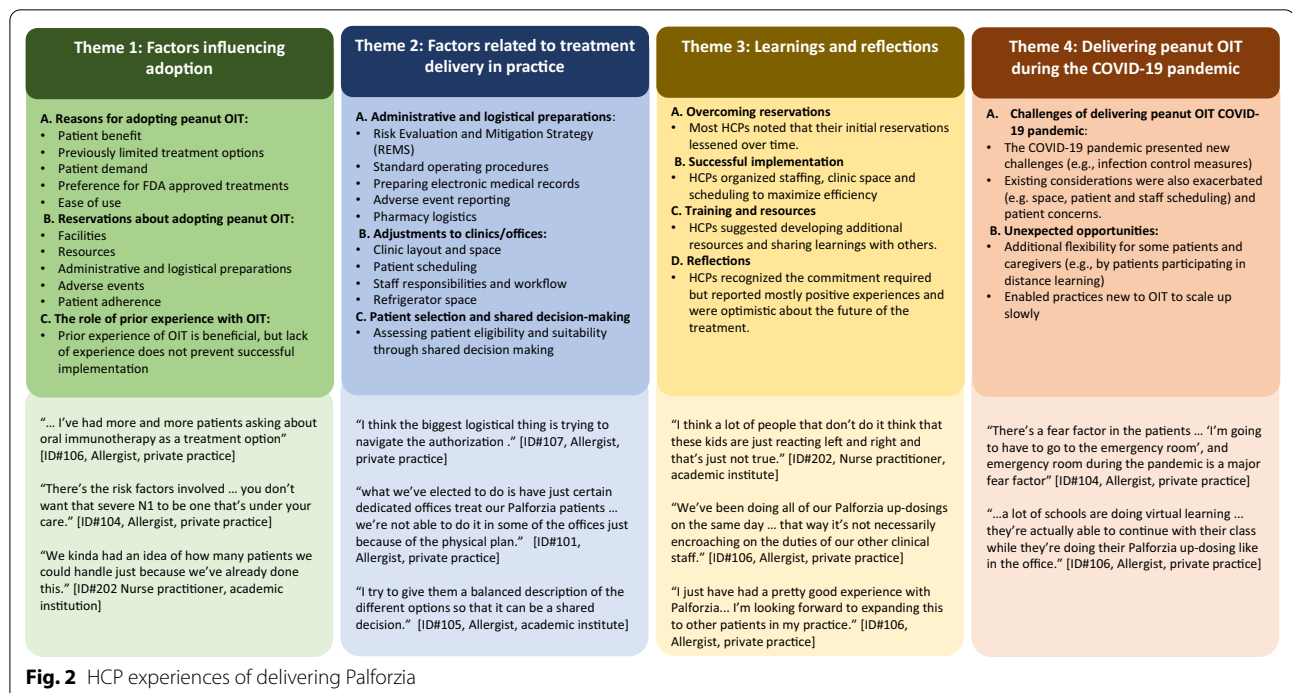 Theme 1: Factors influencing
adoption
A. Reasons for adopting peanut OIT:
• Patient benefit
• Previously limited treatment options
• Patient demand
• Preference for FDA approved treatments
• Ease of use
B. Reservations about adopting peanut OIT:
• Facilities
• Resources
• Administrative and logistical preparations
• Adverse events
• Patient adherence
C. The role of prior experience with OIT:
• Prior experience of OIT is beneficial, but lack
of experience does not prevent successful
implementation
“... I’ve had more and more patients asking about
oral immunotherapy as a treatment option”
[ID#106, Allergist, private practice]
“There’s the risk factors involved ... you don’t
want that severe N1 to be one that’s under your
care.” [ID#104, Allergist, private practice]
“We kinda had an idea of how many patients we
could handle just because we’ve already done
this.” [ID#202 Nurse practitioner, academic
institution]
Theme 2: Factors related to treatment
delivery in practice
A. Administrative and logistical preparations:
• Risk Evaluation and Mitigation Strategy
(REMS)
• Standard operating procedures
• Preparing electronic medical records
• Adverse event reporting
• Pharmacy logistics
B. Adjustments to clinics/offices:
• Clinic layout and space
• Patient scheduling
• Staff responsibilities and workflow
• Refrigerator space
C. Patient selection and shared decision-making
• Assessing patient eligibility and suitability
through shared decision making
“I think the biggest logistical thing is trying to
navigate the authorization .” [ID#107, Allergist,
private practice]
“what we’ve elected to do is have just certain
dedicated offices treat our Palforzia patients ...
we’re not able to do it in some of the offices just
because of the physical plan.” [ID#101,
Allergist, private practice]
“I try to give them a balanced description of the
different options so that it can be a shared
decision.” [ID#105, Allergist, academic institute]
Theme 3: Learnings and reflections
A. Overcoming reservations
• Most HCPs noted that their initial reservations
lessened over time.
B. Successful implementation
• HCPs organized staffing, clinic space and
scheduling to maximize efficiency
C. Training and resources
• HCPs suggested developing additional
resources and sharing learnings with others.
D. Reflections
• HCPs recognized the commitment required
but reported mostly positive experiences and
were optimistic about the future of the
treatment.
“I think a lot of people that don’t do it think that
these kids are just reacting left and right and
that’s just not true.” [ID#202, Nurse practitioner,
academic institute]
“We’ve been doing all of our Palforzia up-dosings
on the same day ... that way it’s not necessarily
encroaching on the duties of our other clinical
staff.” [ID#106, Allergist, private practice]
“I just have had a pretty good experience with
Palforzia... I’m looking forward to expanding this
to other patients in my practice.” [ID#106,
Allergist, private practice]
Theme 4: Delivering peanut OIT
during the COVID-19 pandemic
A. Challenges of delivering peanut OIT COVID-
19 pandemic:
• The COVID-19 pandemic presented new
challenges (e.g., infection control measures)
• Existing considerations were also exacerbated
(e.g. space, patient and staff scheduling) and
patient concerns.
B. Unexpected opportunities:
• Additional flexibility for some patients and
caregivers (e.g., by patients participating in
distance learning)
• Enabled practices new to OIT to scale up
slowly
“There’s a fear factor in the patients ... ‘I’m going
to have to go to the emergency room’, and
emergency room during the pandemic is a major
fear factor” [ID#104, Allergist, private practice]
“...a lot of schools are doing virtual learning ...
they’re actually able to continue with their class
while they’re doing their Palforzia up-dosing like
in the office.” [ID#106, Allergist, private practice]
Fig. 2 HCP experiences of delivering Palforzia